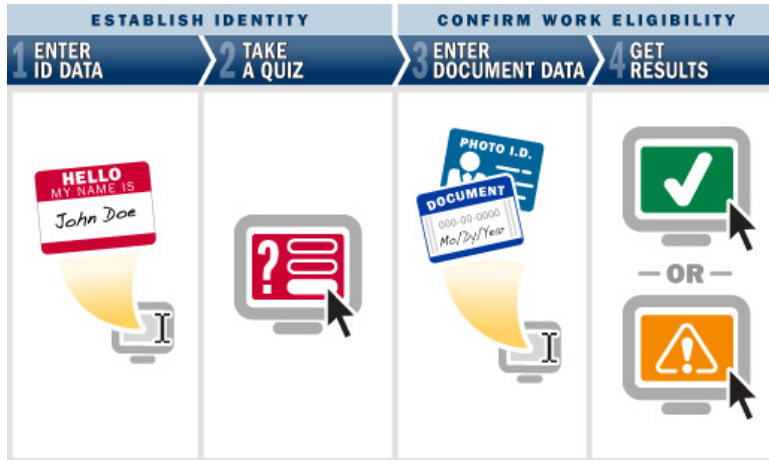 ESTABLISH IDENTITY
CONFIRM WORK ELIGIBILITY
1 ENTER
ID DATA
2 TAKE
A QUIZ
3 ENTER
DOCUMENT DATA
4 GET
RESULTS
HELLO
MY NAME IS
John Doe
?
PHOTO I.D.
DOCUMENT
000-00-0000
Mo/Dy/Year
— OR —
!